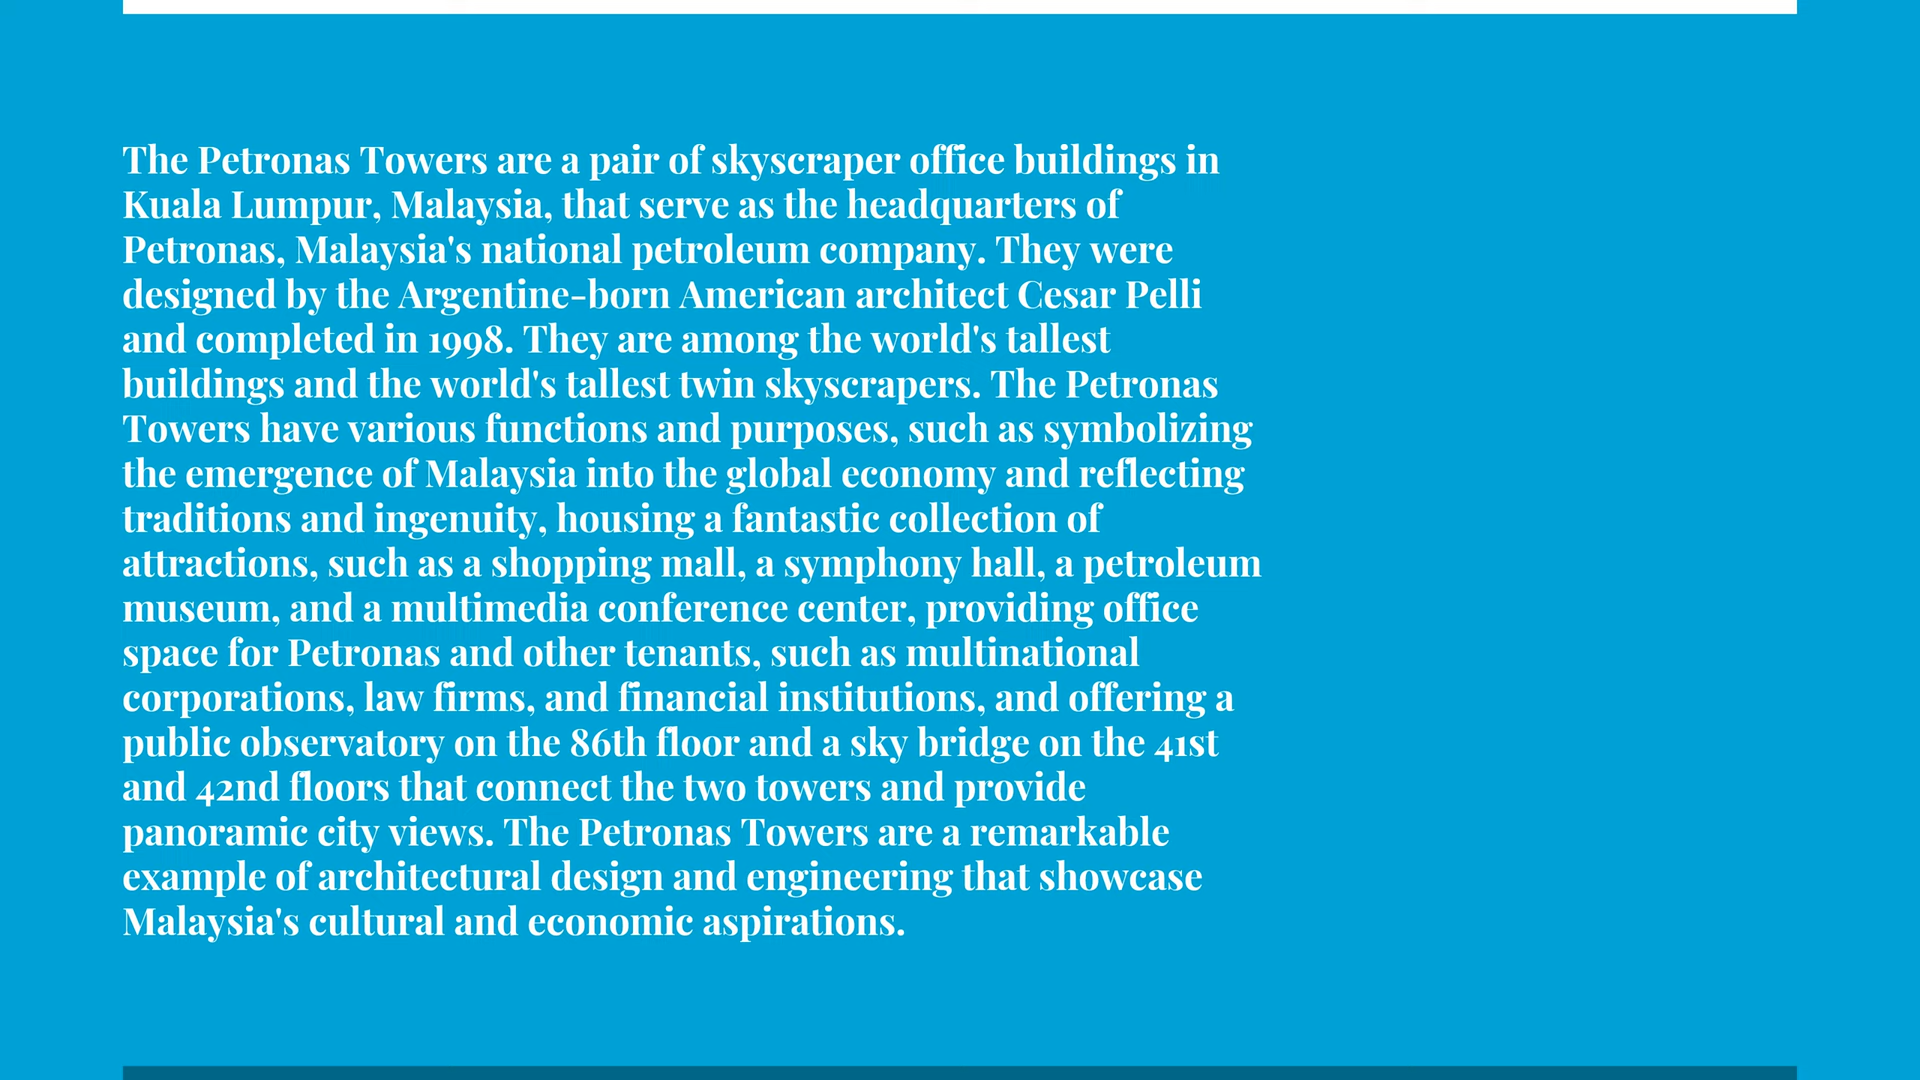 The Petronas Towers are a pair of skyscraper office buildings in
Kuala Lumpur, Malaysia, that serve as the headquarters of
Petronas, Malaysia's national petroleum company. They were
designed by the Argentine-born American architect Cesar Pelli
and completed in 1998. They are among the world's tallest
buildings and the world's tallest twin skyscrapers. The Petronas
Towers have various functions and purposes, such as symbolizing
the emergence of Malaysia into the global economy and reflecting
traditions and ingenuity, housing a fantastic collection of
attractions, such as a shopping mall, a symphony hall, a petroleum
museum, and a multimedia conference center, providing office
space for Petronas and other tenants, such as multinational
corporations, law firms, and financial institutions, and offering a
public observatory on the 86th floor and a sky bridge on the 41st
and 42nd floors that connect the two towers and provide
panoramic city views. The Petronas Towers are a remarkable
example of architectural design and engineering that showcase
Malaysia's cultural and economic aspirations.